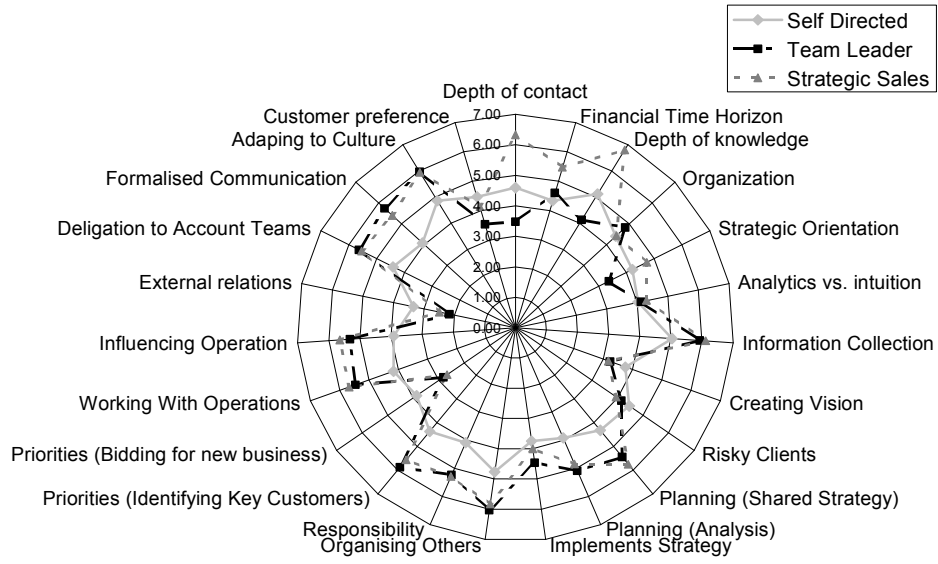 Self Directed
Team Leader
Strategic Sales
Depth of contact
Customer preference
Financial Time Horizon
Adaping to Culture
Depth of knowledge
Formalised Communication
Organization
Deligation to Account Teams
Strategic Orientation
External relations
Analytics vs. intuition
Influencing Operation
Information Collection
Working With Operations
Creating Vision
Priorities (Bidding for new business)
Risky Clients
Priorities (Identifying Key Customers)
Planning (Shared Strategy)
Responsibility
Planning (Analysis)
Organising Others
Implements Strategy
7.00
6.00
5.00
4.00
3.00
2.00
1.00
0.00